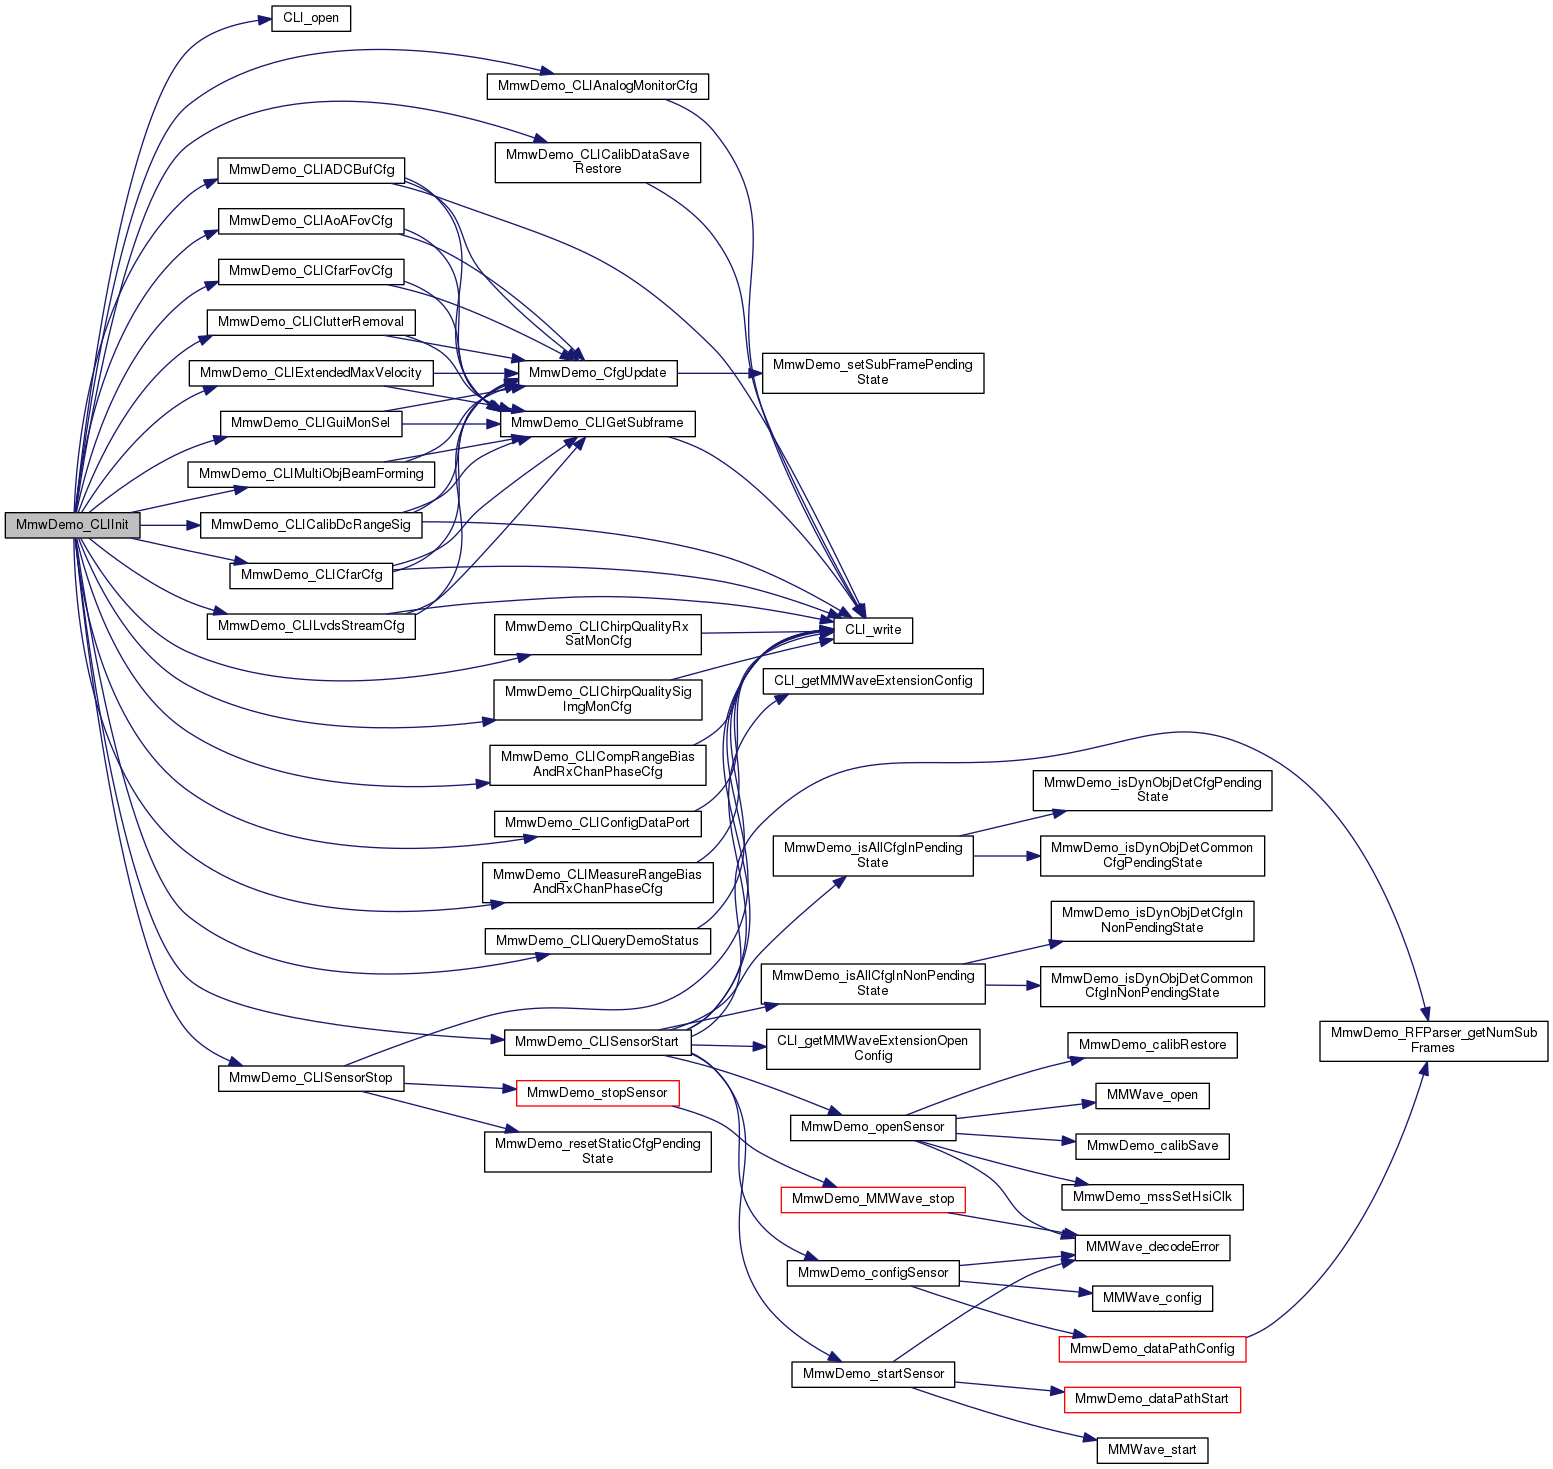 CLI_open
MmwDemo_CLIAnalogMonitorCfg
MmwDemo_CLICalibDataSave
Restore
MmwDemo_CLIADCBufCfg
MmwDemo_CLIAoAFovCfg
MmwDemo_CLICfarFovCfg
MmwDemo_CLIClutterRemoval
MmwDemo_CLIExtendedMaxVelocity
MmwDemo_CfgUpdate
MmwDemo_setSubFramePending
State
MmwDemo_CLIGuiMonSel
MmwDemo_CLIGetSubframe
MmwDemo_CLIMultiObjBeamForming
MmwDemo_CLIInit
MmwDemo_CLICalibDcRangeSig
MmwDemo_CLICfarCfg
MmwDemo_CLILvdsStreamCfg
MmwDemo_CLIChirpQualityRx
SatMonCfg
CLI_write
MmwDemo_CLIChirpQualitySig
ImgMonCfg
CLI_getMMWaveExtensionConfig
MmwDemo_CLICompRangeBias
AndRxChanPhaseCfg
MmwDemo_isDynObjDetCfgPending
State
MmwDemo_CLIConfigDataPort
MmwDemo_isAllCfgInPending
State
MmwDemo_isDynObjDetCommon
CfgPendingState
MmwDemo_CLIMeasureRangeBias
AndRxChanPhaseCfg
MmwDemo_isDynObjDetCfgIn
NonPendingState
MmwDemo_CLIQueryDemoStatus
MmwDemo_isAllCfgInNonPending
State
MmwDemo_isDynObjDetCommon
CfgInNonPendingState
MmwDemo_RFParser_getNumSub
Frames
MmwDemo_CLISensorStart
CLI_getMMWaveExtensionOpen
Config
MmwDemo_calibRestore
MmwDemo_CLISensorStop
MmwDemo_stopSensor
MMWave_open
MmwDemo_openSensor
MmwDemo_resetStaticCfgPending
State
MmwDemo_calibSave
MmwDemo_MMWave_stop
MmwDemo_mssSetHsiClk
MMWave_decodeError
MmwDemo_configSensor
MMWave_config
MmwDemo_dataPathConfig
MmwDemo_startSensor
MmwDemo_dataPathStart
MMWave_start